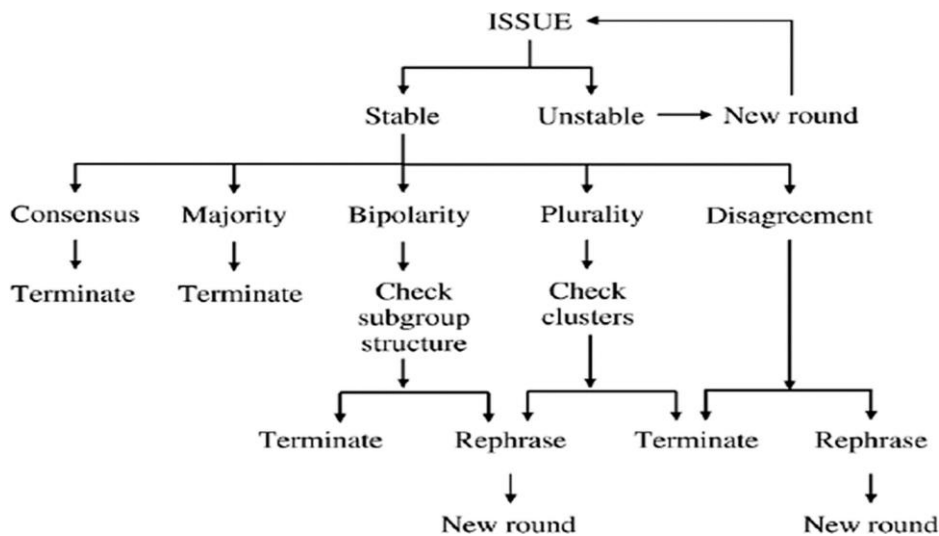 ISSUE
Stable Unstable New round
Consensus Majority Bipolarity Plurality Disagreement
Terminate Terminate Check Check
subgroup clusters
structure
Terminate Rephrase Terminate Rephrase
New round New round